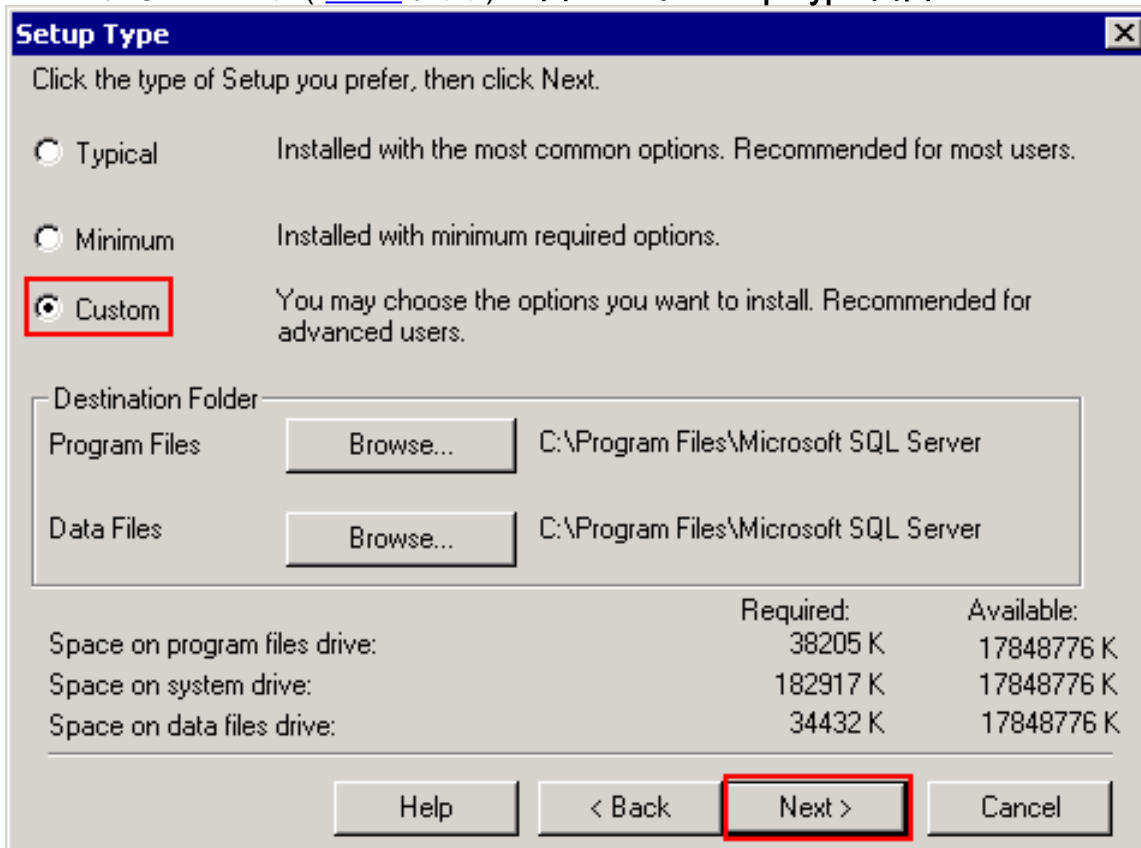 Setup Type
Click the type of Setup you prefer, then click Next.
Typical Installed with the most common options. Recommended for most users.
Minimum Installed with minimum required options.
Custom You may choose the options you want to install. Recommended for
advanced users.
Destination Folder
Program Files Browse... C:\Program Files\Microsoft SQL Server
Data Files Browse... C:\Program Files\Microsoft SQL Server
Required: Available:
Space on program files drive: 38205 K 17848776 K
Space on system drive: 182917 K 17848776 K
Space on data files drive: 34432 K 17848776 K
Help < Back Next > Cancel